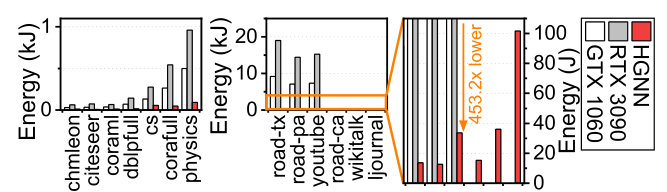 Energy (kJ)
1
0
chmleon
citeseer
coraml
dblpfull
cs
corafull
physics
Energy (kJ)
20
10
0
road-tx
road-pa
youtube
road-ca
wikitalk
ljournal
453.2x lower
100
80
60
40
20
0
Energy (J)
GTX 1060
RTX 3090
HGNN